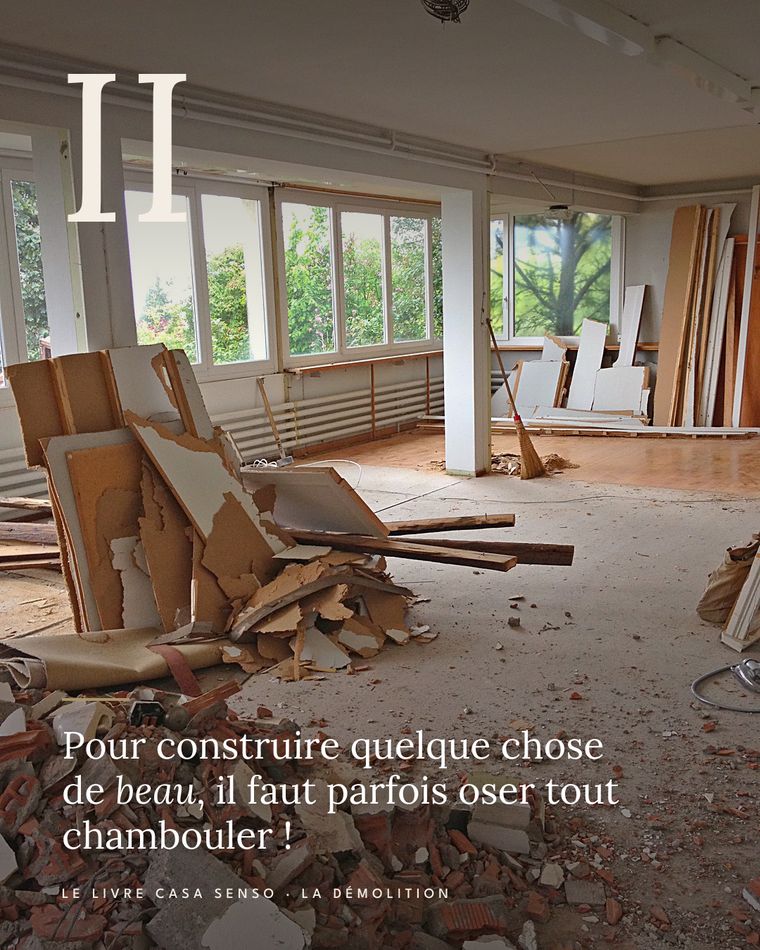 II
Pour construire quelque chose
de beau, il faut parfois oser tout
chambouler !
LE LIVRE CASA SENSO · LA DÉMOLITION